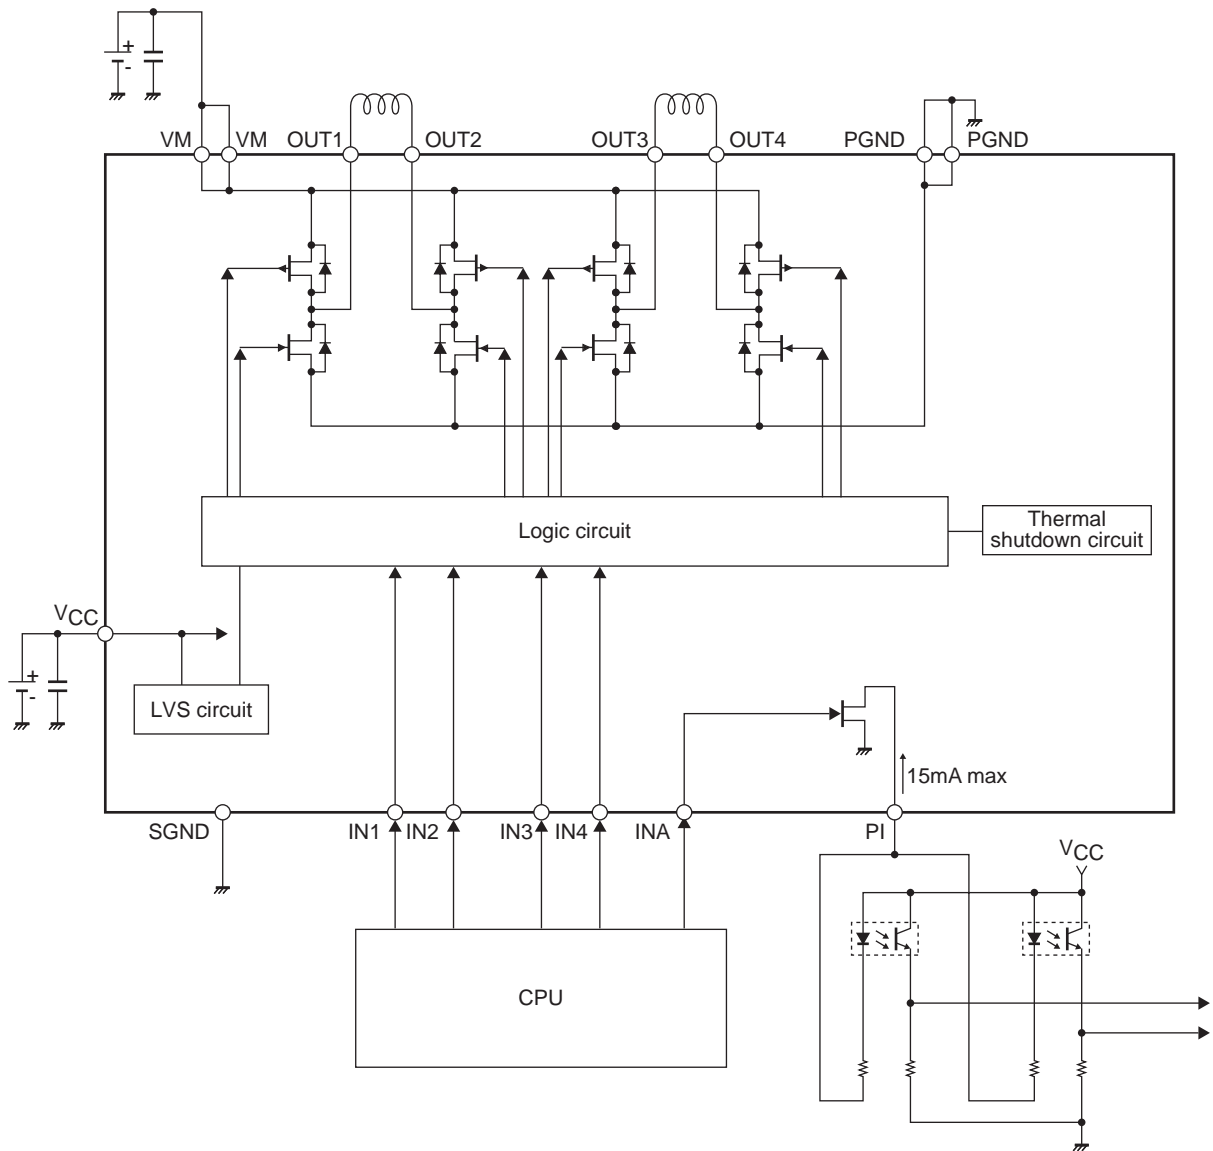 +
-
VM
VM
OUT1
OUT2
OUT3
OUT4
PGND
PGND
Logic circuit
Thermal
shutdown circuit
VCC
+
-
LVS circuit
15mA max
SGND
IN1
IN2
IN3
IN4
INA
PI
VCC
CPU